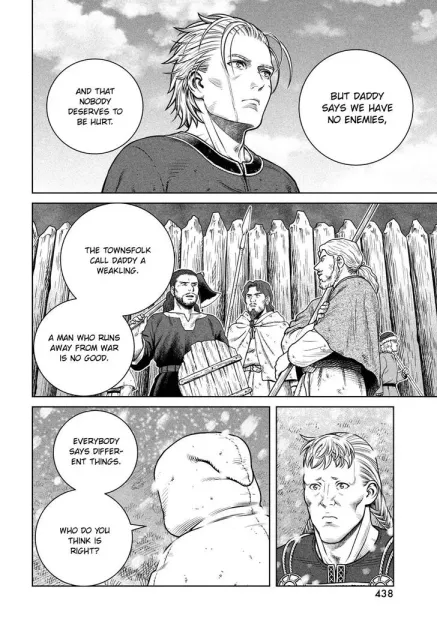 BUT DADDY
SAYS WE HAVE
NO ENEMIES,
AND THAT
NOBODY
DESERVES TO
BE HURT.
THE TOWNSFOLK
CALL DADDY A
WEAKLING.
A MAN WHO RUNS
AWAY FROM WAR
IS NO GOOD.
EVERYBODY
SAYS DIFFER-
ENT THINGS.
WHO DO YOU
THINK IS
RIGHT?
438